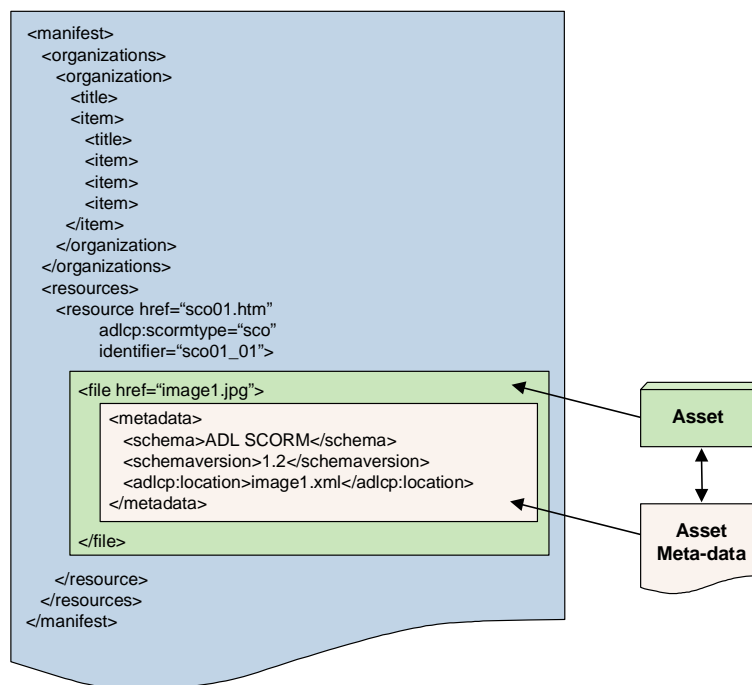 <manifest>
<organizations>
<organization>
<title>
<item>
<title>
<item>
<item>
<item>
</item>
</organization>
</organizations>
<resources>
<resource href=“sco01.htm”
adlcp:scormtype=“sco”
identifier=“sco01_01”>
<file href=“image1.jpg”>
<metadata>
<schema>ADL SCORM</schema>
<schemaversion>1.2</schemaversion>
<adlcp:location>image1.xml</adlcp:location>
</metadata>
</file>
</resource>
</resources>
</manifest>
Asset
Asset
Meta-data